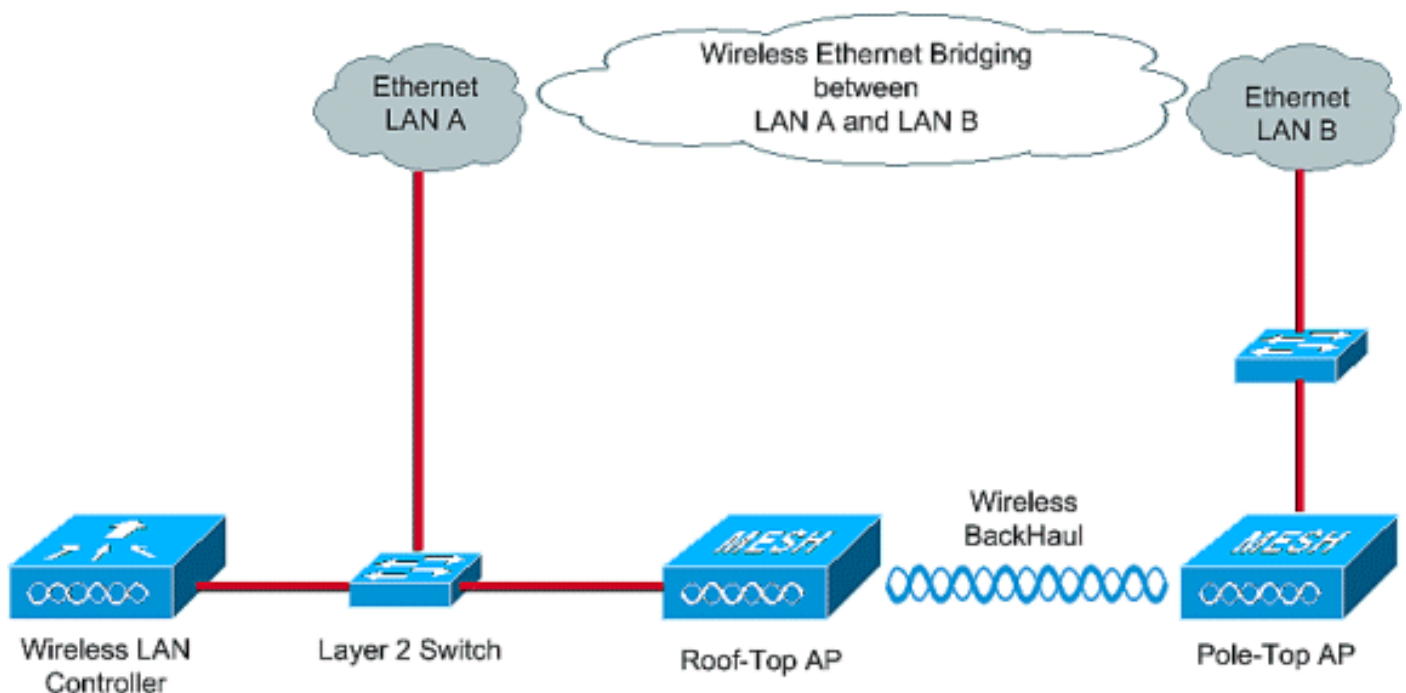 Ethernet
LAN A
Wireless Ethernet Bridging
between
LAN A and LAN B
Ethernet
LAN B
Wireless
BackHaul
MESH
MESH
Wireless LAN
Controller
Layer 2 Switch
Roof-Top AP
Pole-Top AP